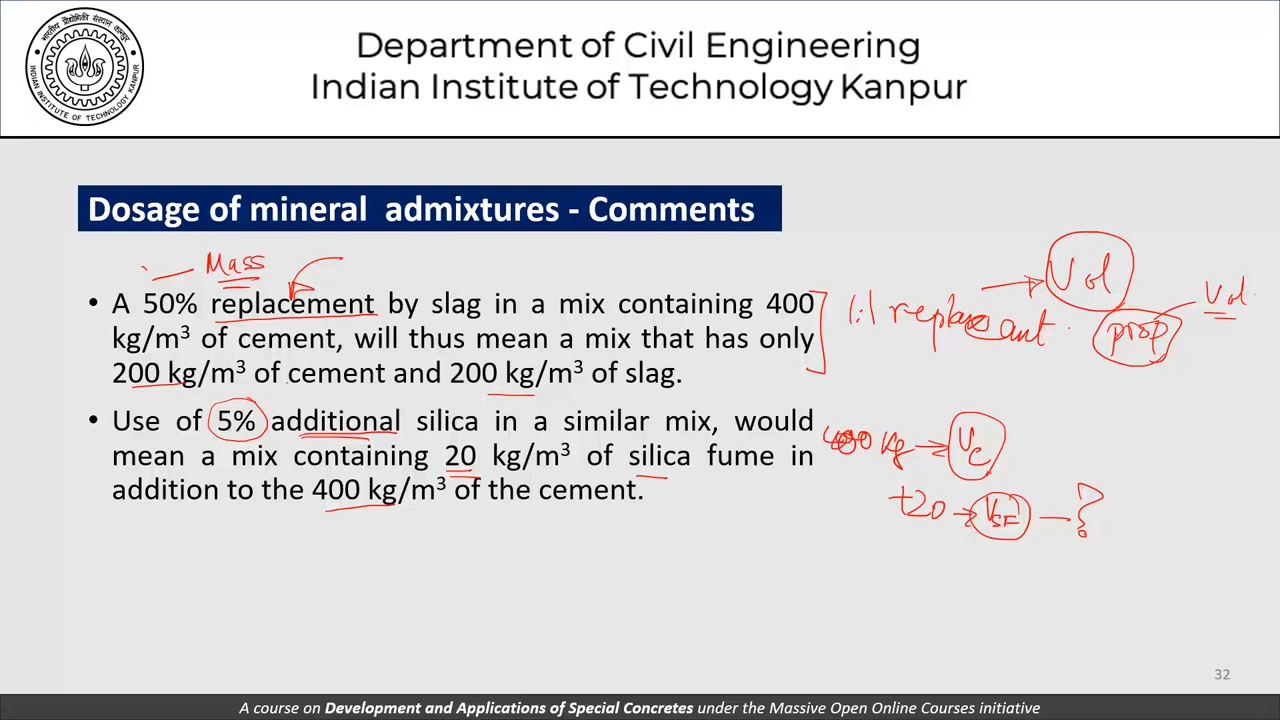 Department of Civil Engineering
Indian Institute of Technology Kanpur
INDIAN INSTITUTE OF TECHNOLOGY KANPUR
Dosage of mineral admixtures - Comments
Mass
• A 50% replacement by slag in a mix containing 400
kg/m³ of cement, will thus mean a mix that has only
200 kg/m³ of cement and 200 kg/m³ of slag.
• Use of 5% additional silica in a similar mix, would
mean a mix containing 20 kg/m³ of silica fume in
addition to the 400 kg/m³ of the cement.
Vol
Vol
1:1
prop
400 kg → Vc
+20 → VSF — ?
32
A course on Development and Applications of Special Concretes under the Massive Open Online Courses initiative